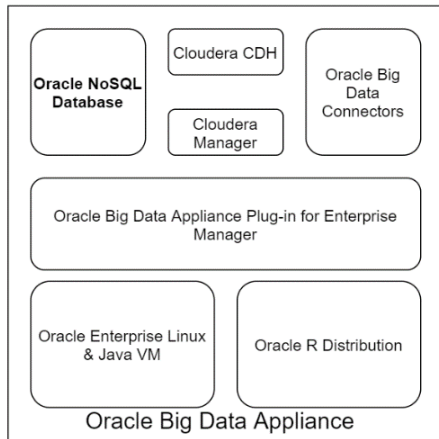 Oracle NoSQL
Database
Cloudera CDH
Cloudera
Manager
Oracle Big
Data
Connectors
Oracle Big Data Appliance Plug-in for Enterprise
Manager
Oracle Enterprise Linux
& Java VM
Oracle R Distribution
Oracle Big Data Appliance